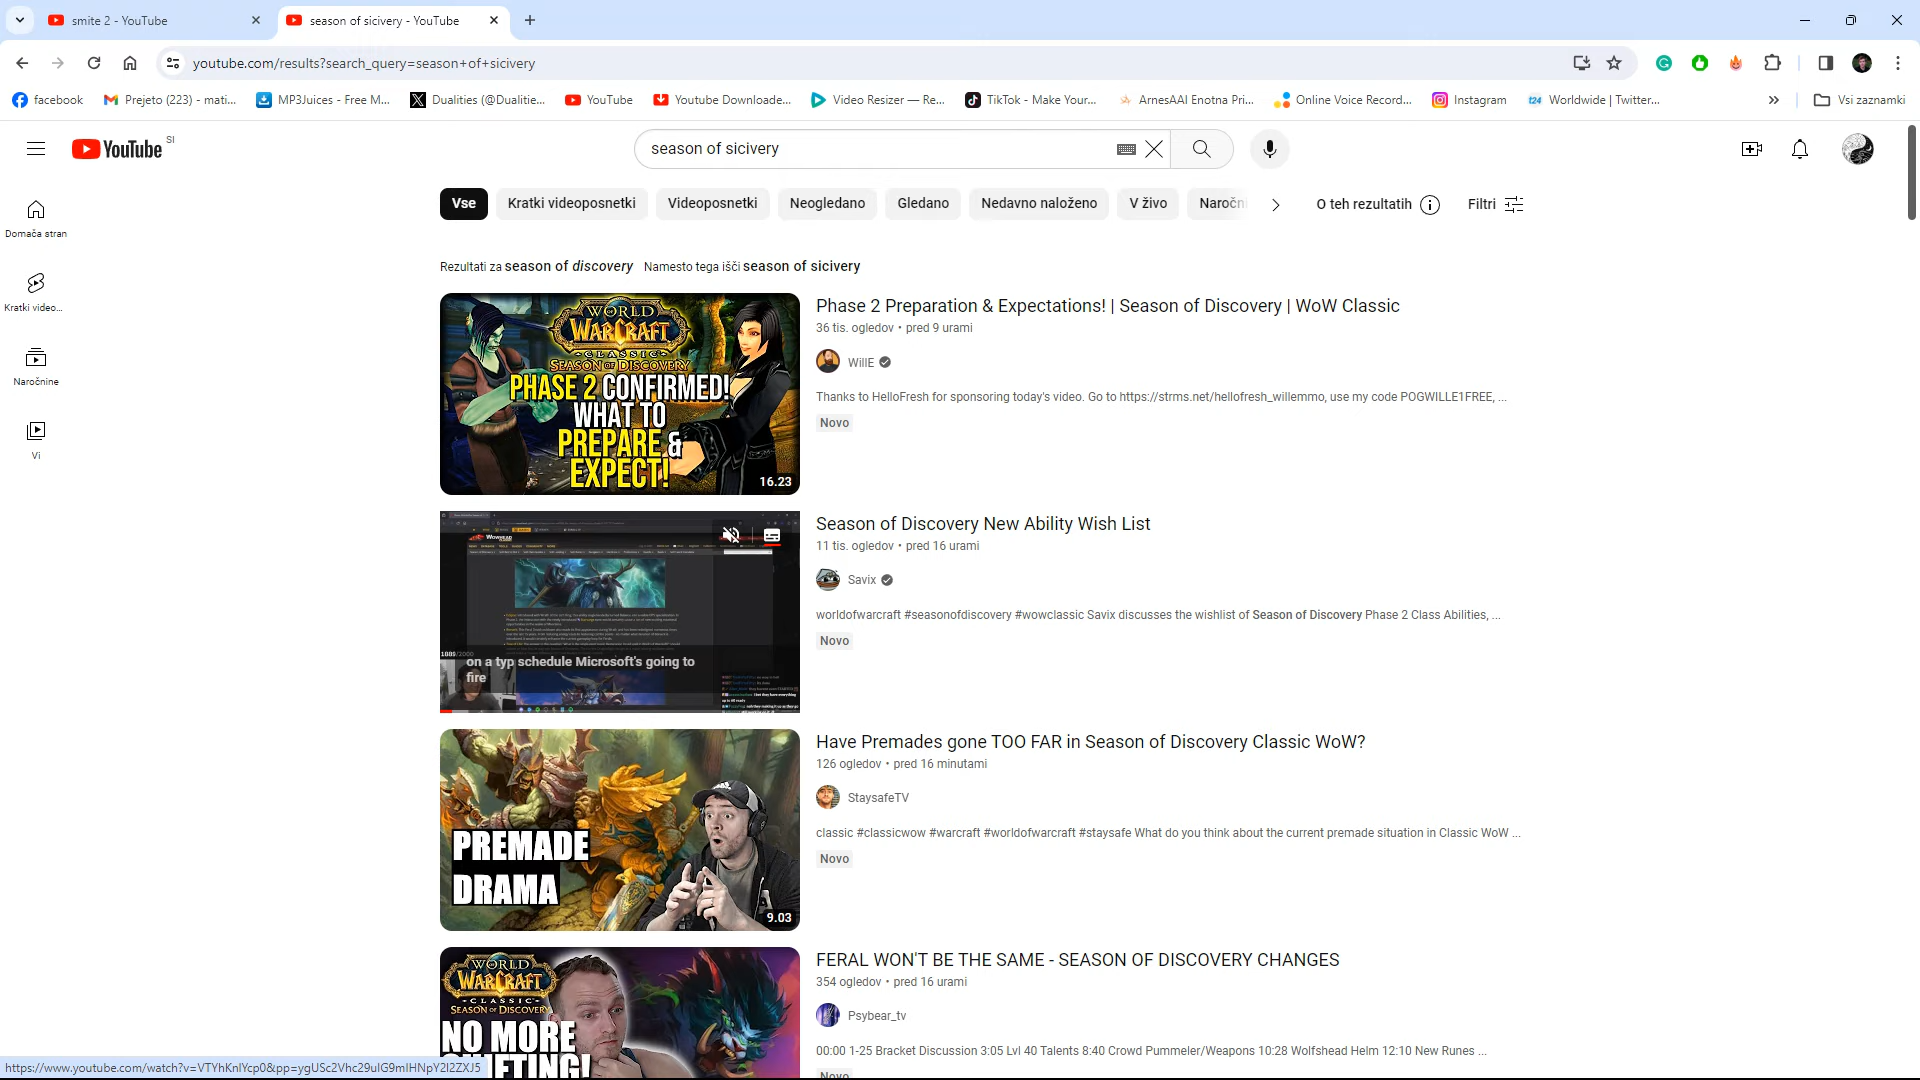 smite 2 - YouTube
season of sicivery - YouTube
youtube.com/results?search_query=season+of+sicivery
facebook
Prejeto (223) - mati...
MP3Juices - Free M...
Dualities (@Dualitie...
YouTube
Youtube Downloade...
Video Resizer — Re...
TikTok - Make Your...
ArnesAAI Enotna Pri...
Online Voice Record...
Instagram
Worldwide | Twitter...
Vsi zaznamki
YouTube SI
season of sicivery
Domača stran
Kratki video...
Naročnine
Vi
Vse
Kratki videoposnetki
Videoposnetki
Neogledano
Gledano
Nedavno naloženo
V živo
Naročni
O teh rezultatih
Filtri
Rezultati za season of discovery Namesto tega išči season of sicivery
WORLD
WARCRAFT
CLASSIC
SEASON OF DISCOVERY
PHASE 2 CONFIRMED!
WHAT TO
PREPARE &
EXPECT!
16.23
Phase 2 Preparation & Expectations! | Season of Discovery | WoW Classic
36 tis. ogledov • pred 9 urami
WillE
Thanks to HelloFresh for sponsoring today's video. Go to https://strms.net/hellofresh_willemmo, use my code POGWILLE1FREE, ...
Novo
on a typ schedule Microsoft's going to
fire
Season of Discovery New Ability Wish List
11 tis. ogledov • pred 16 urami
Savix
worldofwarcraft #seasonofdiscovery #wowclassic Savix discusses the wishlist of Season of Discovery Phase 2 Class Abilities, ...
Novo
PREMADE
DRAMA
9.03
Have Premades gone TOO FAR in Season of Discovery Classic WoW?
126 ogledov • pred 16 minutami
StaysafeTV
classic #classicwow #warcraft #worldofwarcraft #staysafe What do you think about the current premade situation in Classic WoW ...
Novo
WORLD
WARCRAFT
CLASSIC
SEASON OF DISCOVERY
NO MORE
FERAL WON'T BE THE SAME - SEASON OF DISCOVERY CHANGES
354 ogledov • pred 16 urami
Psybear_tv
00:00 1-25 Bracket Discussion 3:05 Lvl 40 Talents 8:40 Crowd Pummeler/Weapons 10:28 Wolfshead Helm 12:10 New Runes ...
Novo
https://www.youtube.com/watch?v=VTYhKnIYcp0&pp=ygUSc2Vhc29uIG9mIHNpY2l2ZXJ5